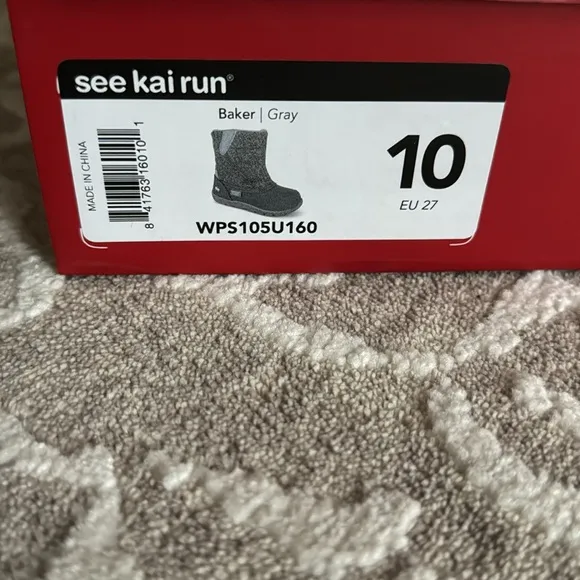 see kai run®
Baker | Gray
MADE IN CHINA
8 41763 16010 1
10
EU 27
WPS105U160